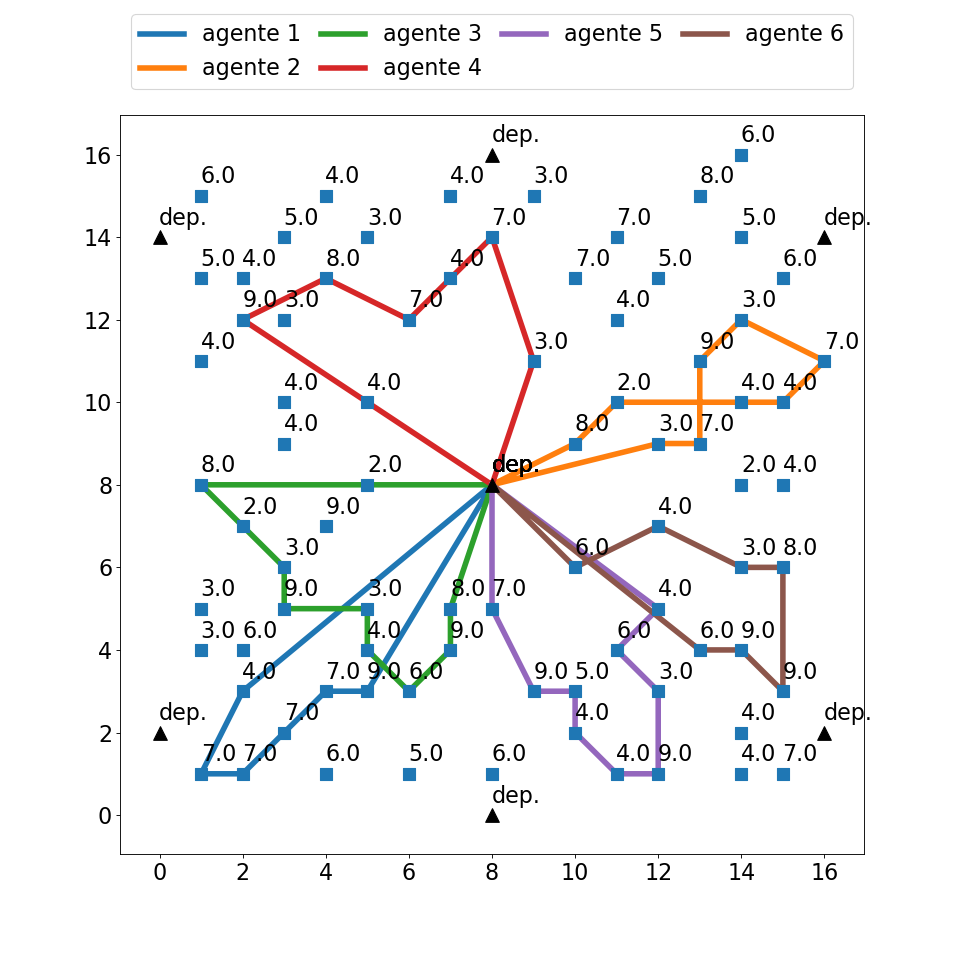 agente 1 agente 3 agente 5 agente 6
agente 2 agente 4
dep. 6.0
16
6.0 4.0 4.0 3.0 8.0
dep. 5.0 3.0 7.0 7.0 5.0 dep.
14
5.0 4.0 8.0 4.0 7.0 5.0 6.0
9.0 3.0 7.0 4.0 3.0
12
4.0 3.0 9.0 7.0
4.0 4.0 2.0 4.0 4.0
10
4.0 8.0 3.0 7.0
8.0 2.0 dep. 2.0 4.0
8
2.0 9.0 4.0
3.0 6.0 3.0 8.0
6
3.0 9.0 3.0 8.0 7.0 4.0
3.0 6.0 4.0 9.0 6.0 6.0 9.0
4
4.0 7.0 9.0 6.0 9.0 5.0 3.0 9.0
dep. 7.0 4.0 4.0 dep.
2
7.0 7.0 6.0 5.0 6.0 4.0 9.0 4.0 7.0
dep.
0
0 2 4 6 8 10 12 14 16